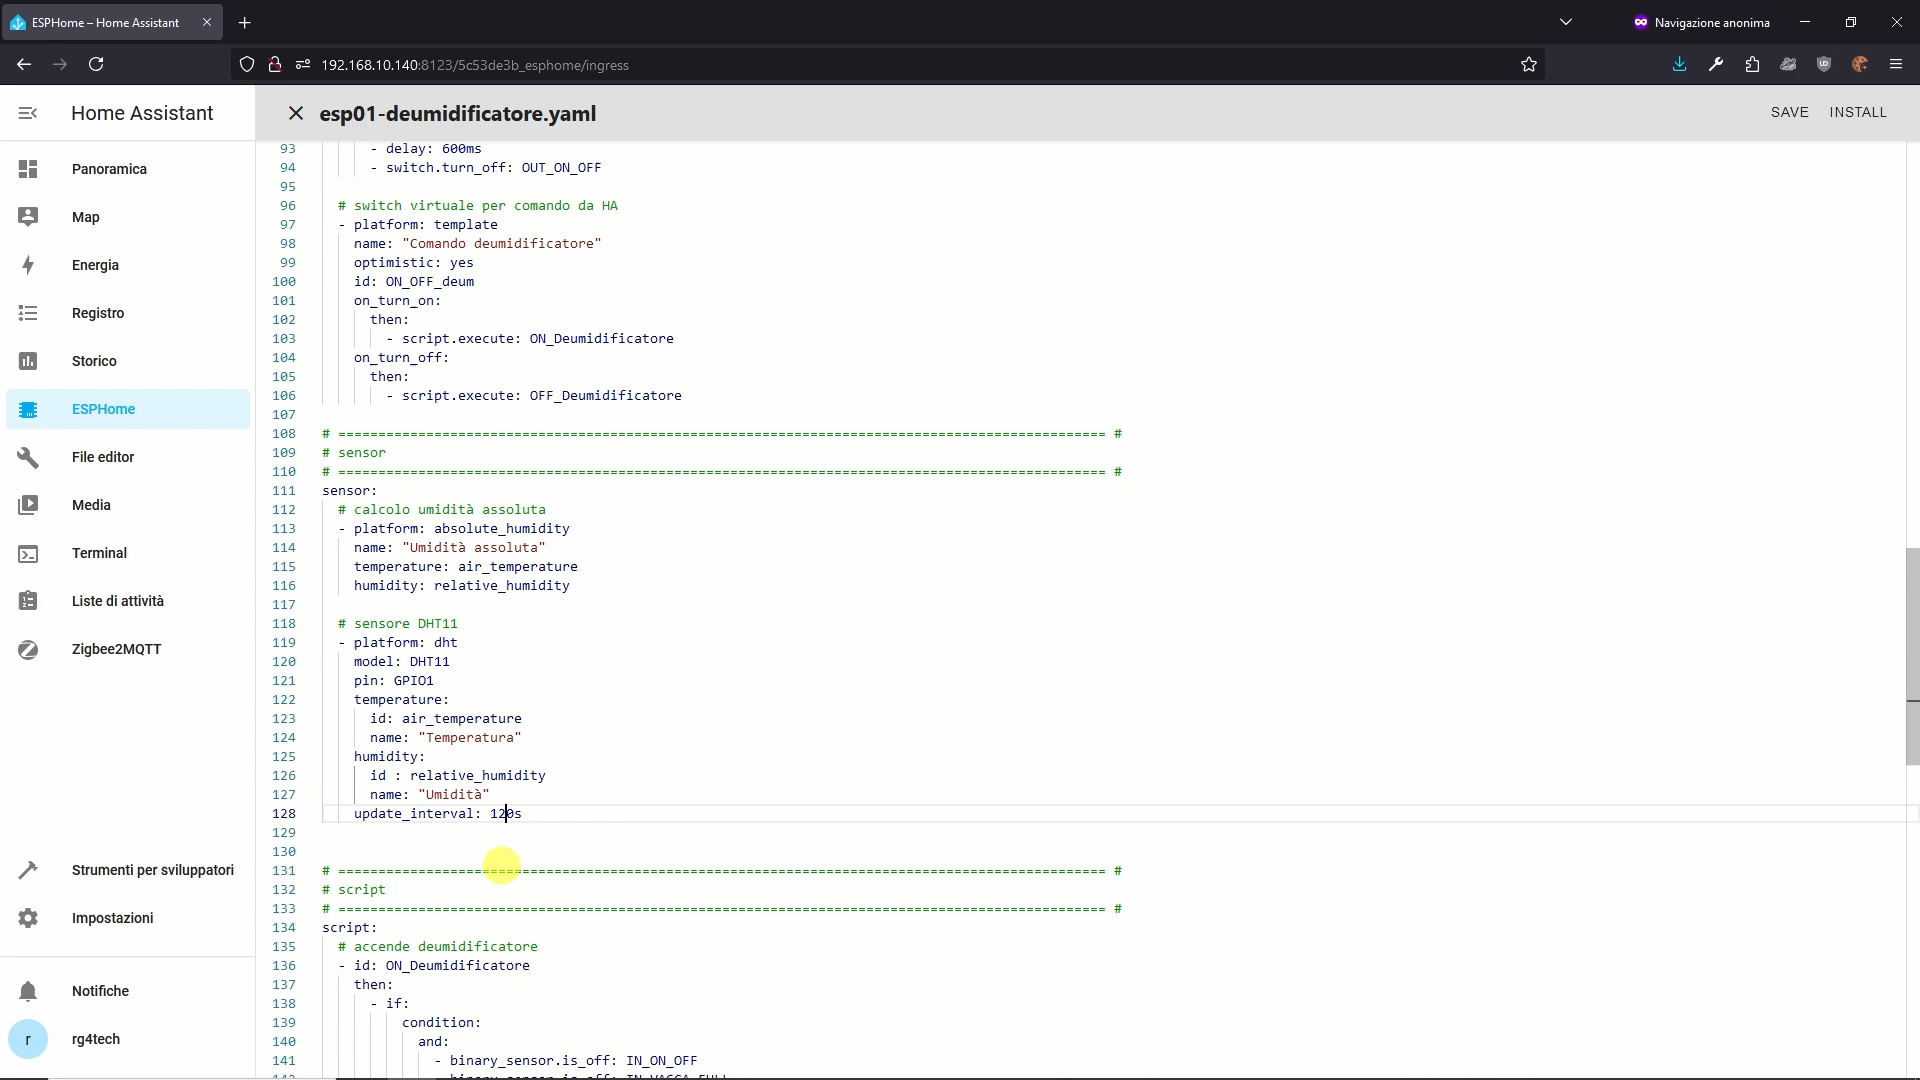 ESPHome – Home Assistant
Navigazione anonima
192.168.10.140:8123/5c53de3b_esphome/ingress
Home Assistant
esp01-deumidificatore.yaml
SAVE
INSTALL
Panoramica
Map
Energia
Registro
Storico
ESPHome
File editor
Media
Terminal
Liste di attività
Zigbee2MQTT
Strumenti per sviluppatori
Impostazioni
Notifiche
r
rg4tech
93 - delay: 600ms
94 - switch.turn_off: OUT_ON_OFF
95
96 # switch virtuale per comando da HA
97 - platform: template
98 name: "Comando deumidificatore"
99 optimistic: yes
100 id: ON_OFF_deum
101 on_turn_on:
102 then:
103 - script.execute: ON_Deumidificatore
104 on_turn_off:
105 then:
106 - script.execute: OFF_Deumidificatore
107
108 # ================================================================================================ #
109 # sensor
110 # ================================================================================================ #
111 sensor:
112 # calcolo umidità assoluta
113 - platform: absolute_humidity
114 name: "Umidità assoluta"
115 temperature: air_temperature
116 humidity: relative_humidity
117
118 # sensore DHT11
119 - platform: dht
120 model: DHT11
121 pin: GPIO1
122 temperature:
123 id: air_temperature
124 name: "Temperatura"
125 humidity:
126 id : relative_humidity
127 name: "Umidità"
128 update_interval: 120s
129
130
131 # ================================================================================================ #
132 # script
133 # ================================================================================================ #
134 script:
135 # accende deumidificatore
136 - id: ON_Deumidificatore
137 then:
138 - if:
139 condition:
140 and:
141 - binary_sensor.is_off: IN_ON_OFF